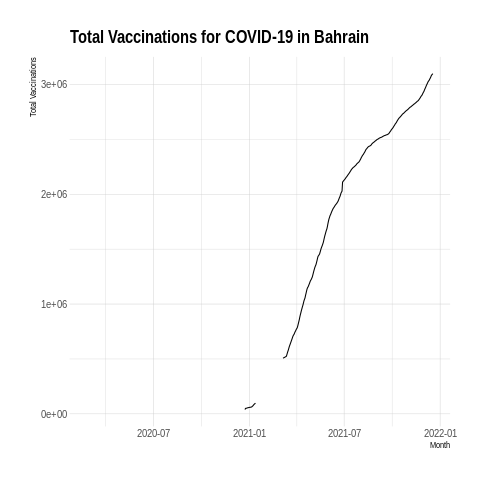 Total Vaccinations for COVID-19 in Bahrain
Total Vaccinations
3e+06
2e+06
1e+06
0e+00
2020-07 2021-01 2021-07 2022-01
Month